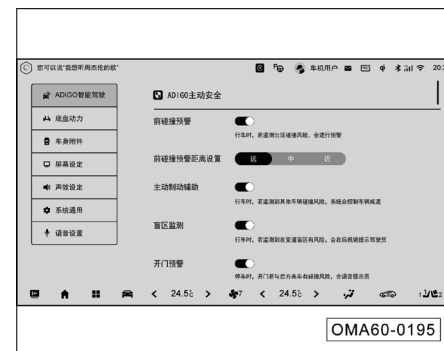 您可以说"我想听周杰伦的歌"
车机用户
20:
ADIGO智能驾驶
底盘动力
车身附件
屏幕设定
声效设定
系统通用
语音设置
ADIGO主动安全
前碰撞预警
行车时，若监测出现碰撞风险，会进行预警
前碰撞预警距离设置
远 中 近
主动制动辅助
行车时，若监测到其他车辆碰撞风险，系统会控制车辆减速
盲区监测
行车时，若监测到在变道盲区有风险，会在后视镜提示驾驶员
开门预警
停车时，开门若与后方来车有碰撞风险，会语音提示员
< 24.5℃ > 7 < 24.5℃ > 1 2
OMA60-0195